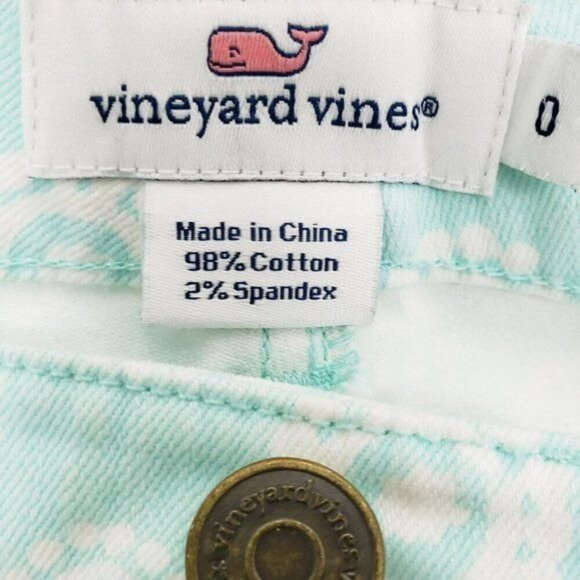 vineyard vines®
0
Made in China
98% Cotton
2% Spandex
vineyard vines